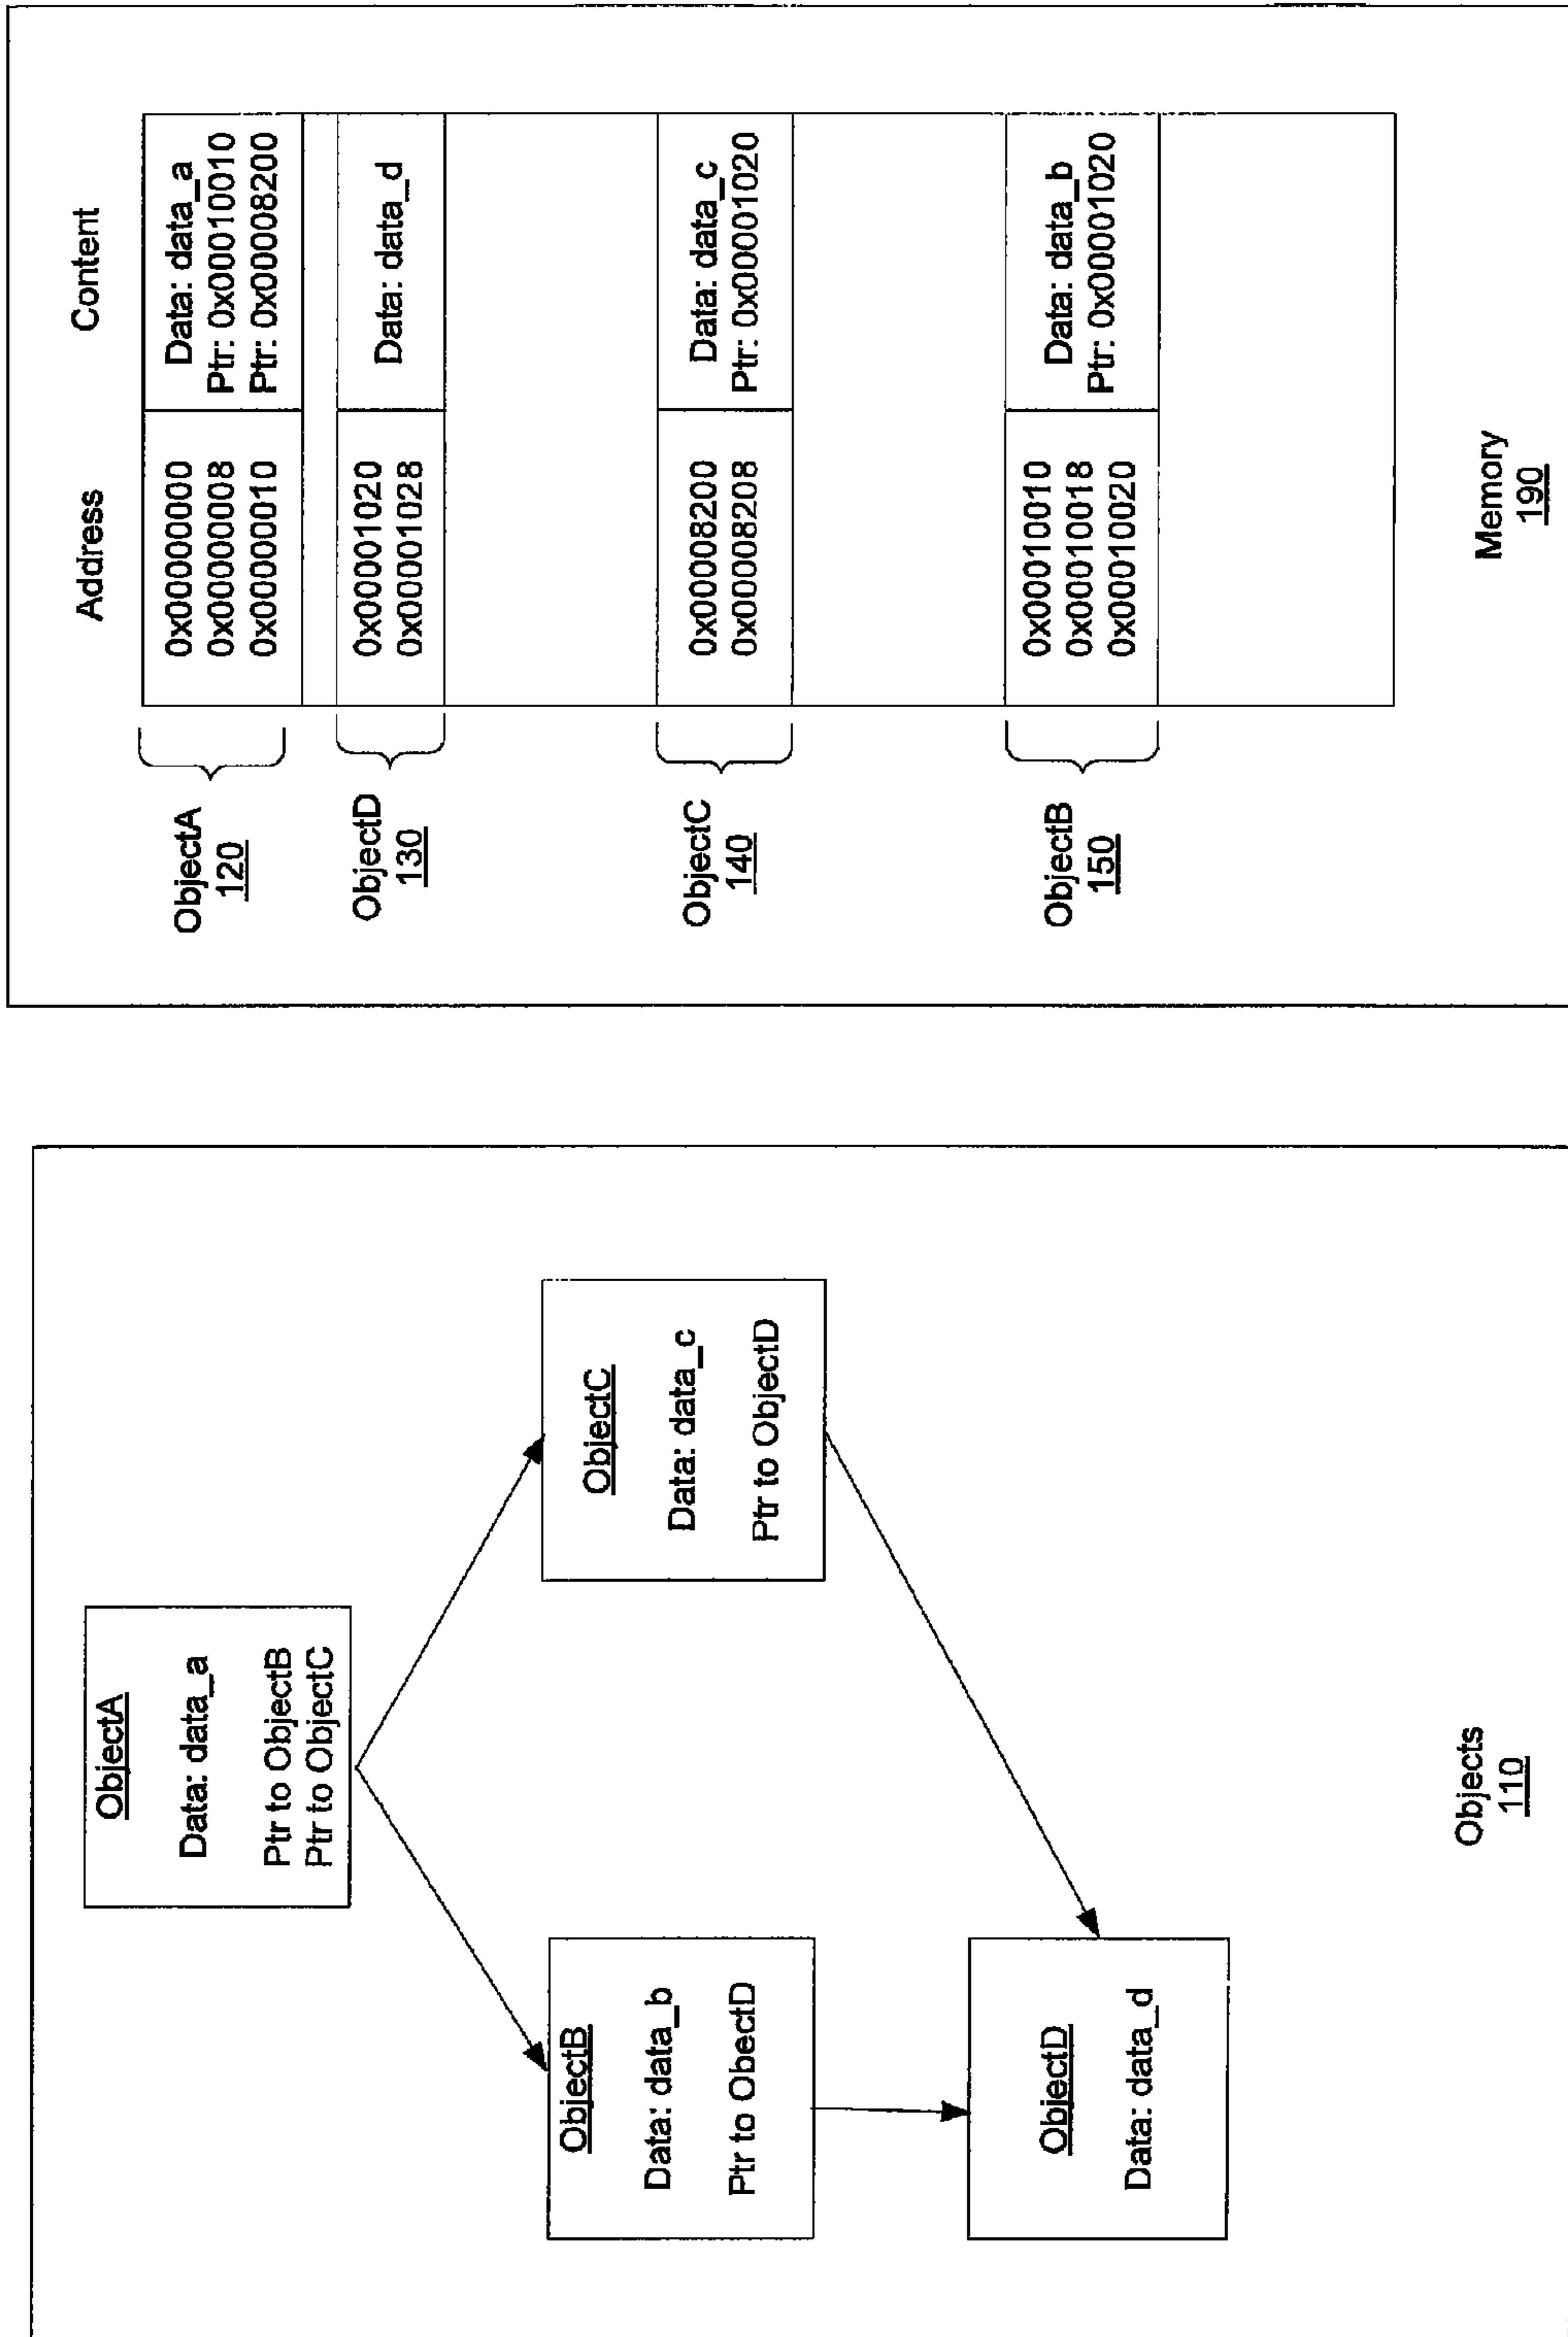 ObjectA
Data: data_a
Ptr to ObjectB
Ptr to ObjectC
ObjectB
Data: data_b
Ptr to ObectD
ObjectC
Data: data_c
Ptr to ObjectD
ObjectD
Data: data_d
Objects
110
Address
Content
ObjectA
120
0x00000000
0x00000008
0x00000010
Data: data_a
Ptr: 0x00010010
Ptr: 0x00008200
ObjectD
130
0x00001020
0x00001028
Data: data_d
ObjectC
140
0x00008200
0x00008208
Data: data_c
Ptr: 0x00001020
ObjectB
150
0x00010010
0x00010018
0x00010020
Data: data_b
Ptr: 0x00001020
Memory
190